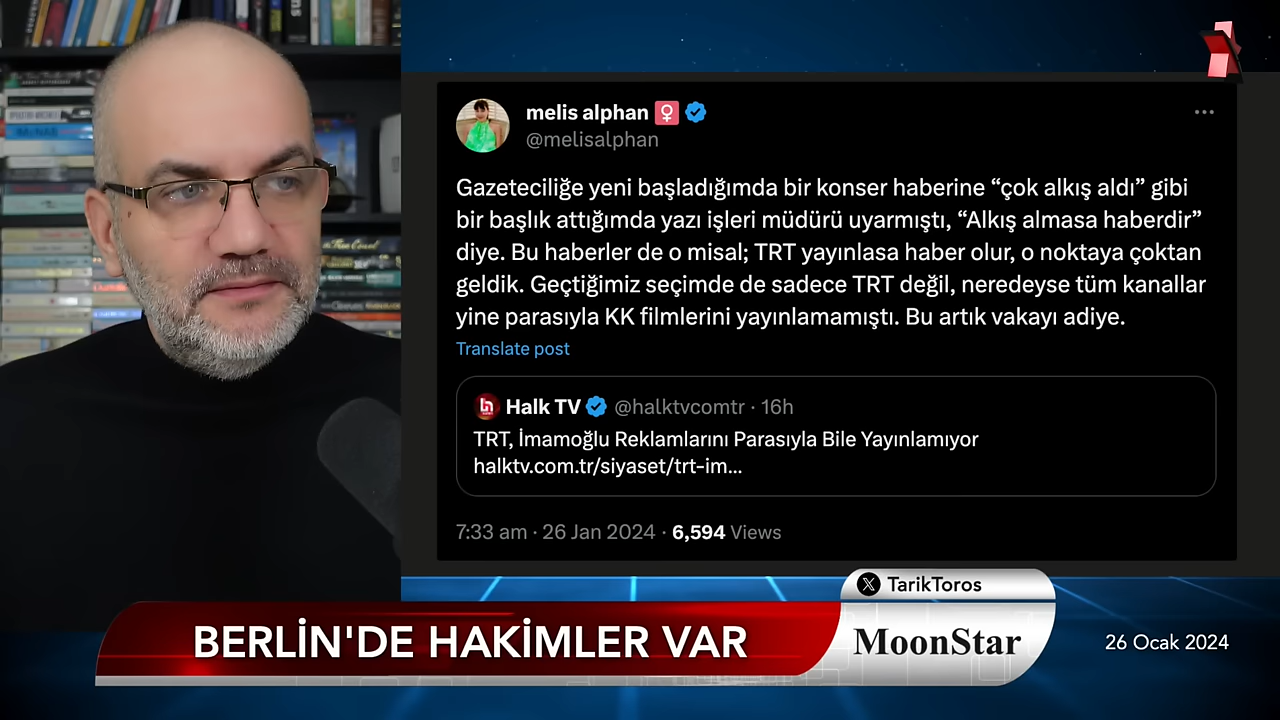 melis alphan
@melisalphan
Gazeteciliğe yeni başladığımda bir konser haberine “çok alkış aldı” gibi
bir başlık attığımda yazı işleri müdürü uyarmıştı, “Alkış almasa haberdir”
diye. Bu haberler de o misal; TRT yayınlasa haber olur, o noktaya çoktan
geldik. Geçtiğimiz seçimde de sadece TRT değil, neredeyse tüm kanallar
yine parasıyla KK filmlerini yayınlamamıştı. Bu artık vakayı adiye.
Translate post
Halk TV @halktvcomtr · 16h
TRT, İmamoğlu Reklamlarını Parasıyla Bile Yayınlamıyor
halktv.com.tr/siyaset/trt-im...
7:33 am · 26 Jan 2024 · 6,594 Views
TarikToros
BERLİN'DE HAKİMLER VAR
MoonStar
26 Ocak 2024